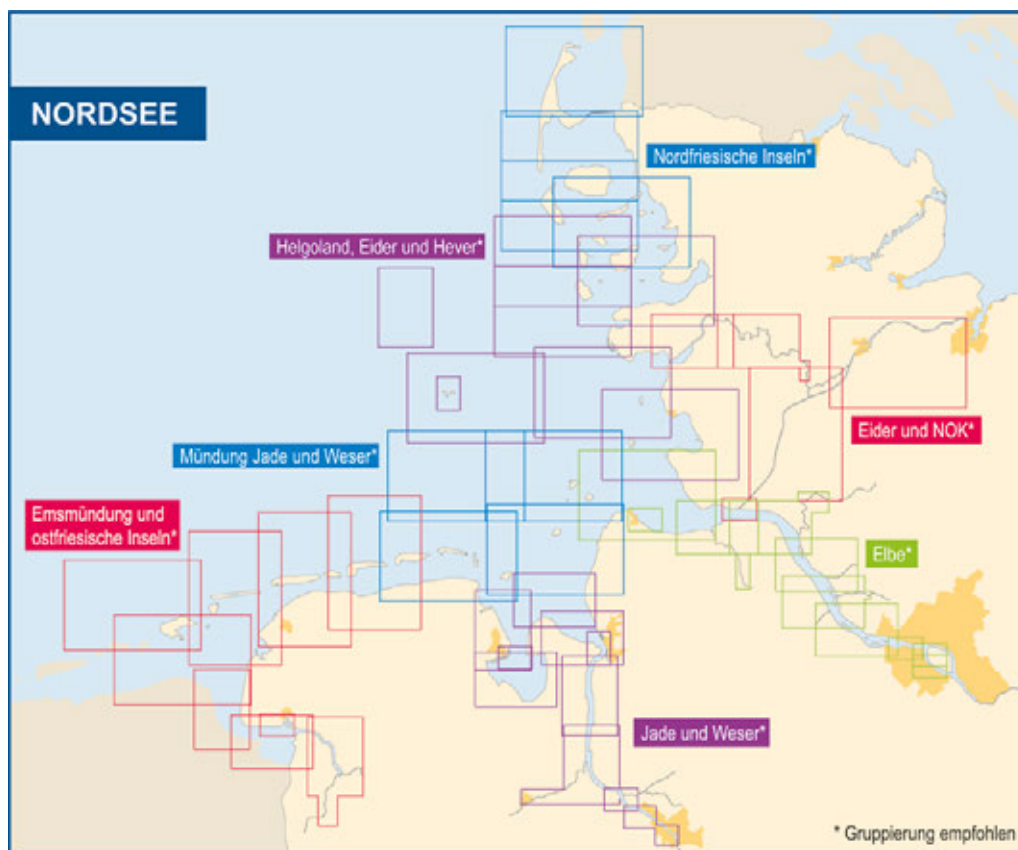 NORDSEE
Nordfriesische Inseln*
Helgoland, Eider und Hever*
Eider und NOK*
Mündung Jade und Weser*
Emsmündung und
ostfriesische Inseln*
Elbe*
Jade und Weser*
* Gruppierung empfohlen